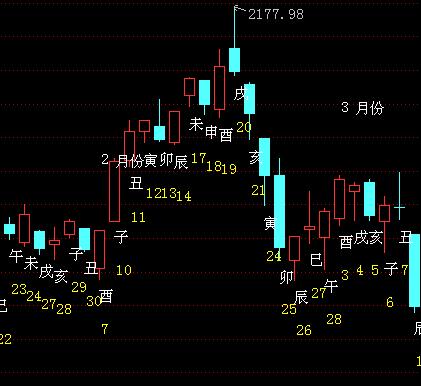 2177.98
3 月份
戌
20
未
申
酉
17
18
19
2 月份
寅
卯
辰
12
13
14
亥
21
丑
11
寅
24
子
10
酉
戌
亥
丑
3
4
5
7
午
未
戌
亥
子
丑
酉
23
24
27
28
29
30
7
卯
辰
巳
午
子
25
26
27
28
6
巳
22
辰
1